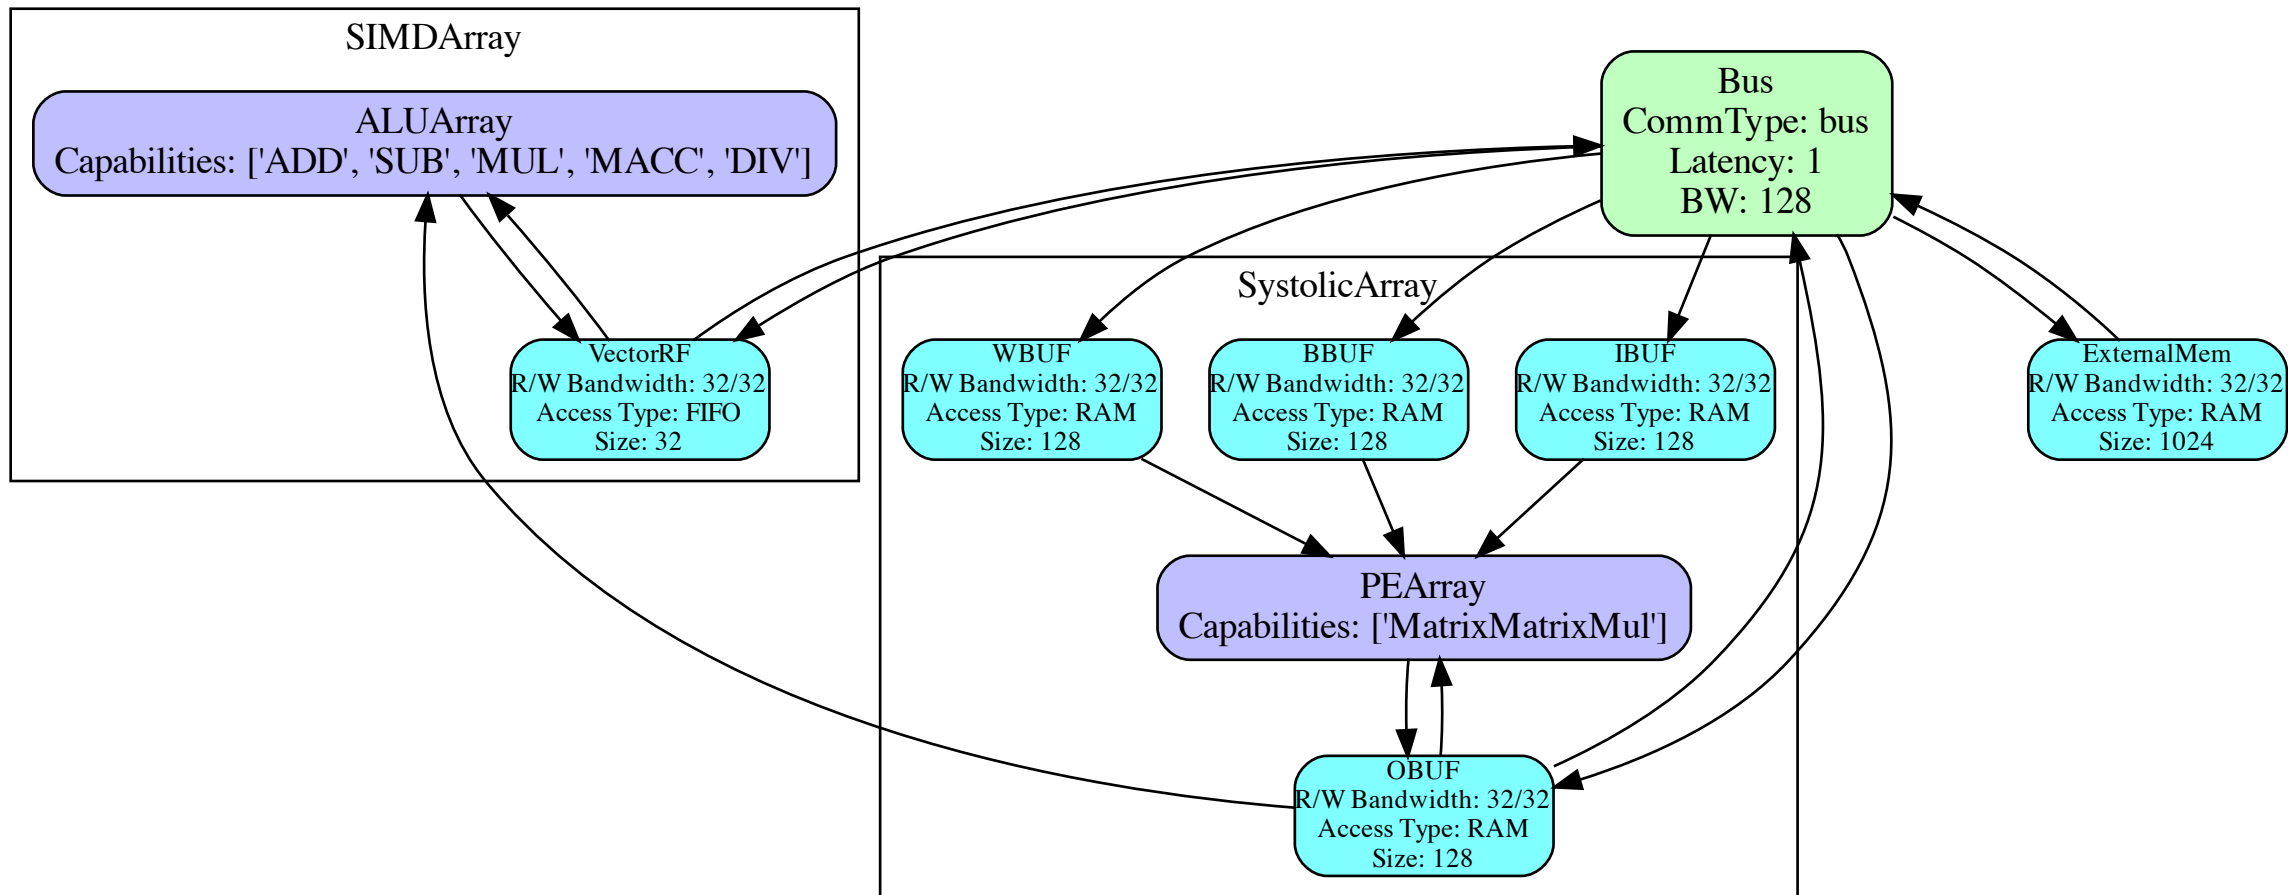 SIMDArray
ALUArray
Capabilities: ['ADD', 'SUB', 'MUL', 'MACC', 'DIV']
VectorRF
R/W Bandwidth: 32/32
Access Type: FIFO
Size: 32
Bus
CommType: bus
Latency: 1
BW: 128
SystolicArray
WBUF
R/W Bandwidth: 32/32
Access Type: RAM
Size: 128
BBUF
R/W Bandwidth: 32/32
Access Type: RAM
Size: 128
IBUF
R/W Bandwidth: 32/32
Access Type: RAM
Size: 128
ExternalMem
R/W Bandwidth: 32/32
Access Type: RAM
Size: 1024
PEArray
Capabilities: ['MatrixMatrixMul']
OBUF
R/W Bandwidth: 32/32
Access Type: RAM
Size: 128